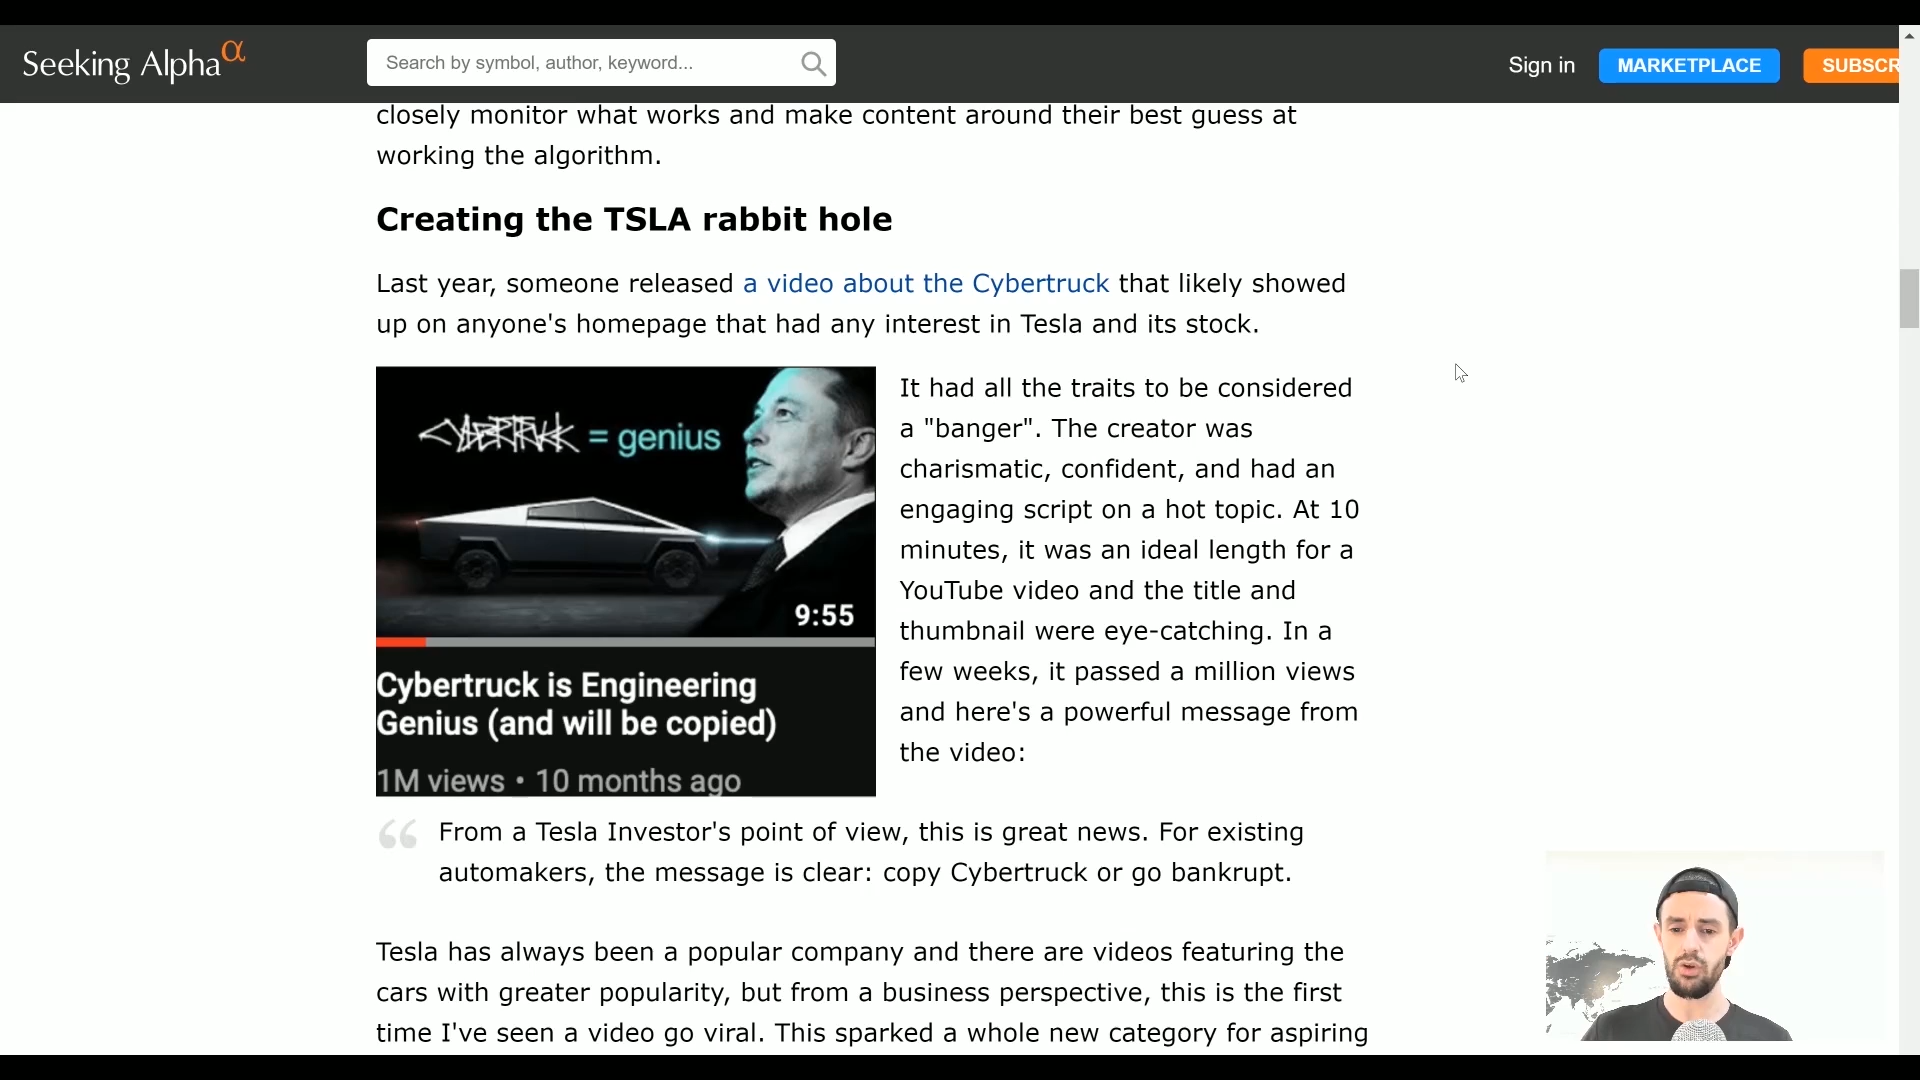 Seeking Alpha α
Search by symbol, author, keyword...
Sign in
MARKETPLACE
SUBSCR
closely monitor what works and make content around their best guess at
working the algorithm.
Creating the TSLA rabbit hole
Last year, someone released a video about the Cybertruck that likely showed
up on anyone's homepage that had any interest in Tesla and its stock.
CYBERTRUCK = genius
9:55
Cybertruck is Engineering
Genius (and will be copied)
1M views • 10 months ago
It had all the traits to be considered
a "banger". The creator was
charismatic, confident, and had an
engaging script on a hot topic. At 10
minutes, it was an ideal length for a
YouTube video and the title and
thumbnail were eye-catching. In a
few weeks, it passed a million views
and here's a powerful message from
the video:
“ From a Tesla Investor's point of view, this is great news. For existing
automakers, the message is clear: copy Cybertruck or go bankrupt.
Tesla has always been a popular company and there are videos featuring the
cars with greater popularity, but from a business perspective, this is the first
time I've seen a video go viral. This sparked a whole new category for aspiring